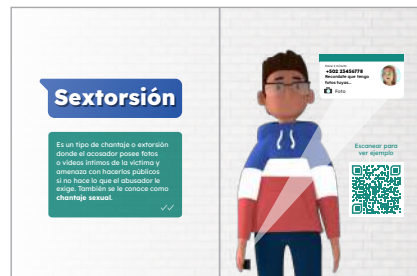 Sextorsión
Es un tipo de chantaje o extorsión
donde el acosador posee fotos
o videos íntimos de la víctima y
amenaza con hacerlos públicos
si no hace lo que el abusador le
exige. También se le conoce como
chantaje sexual.
+502 23456778
Recordate que tengo
fotos tuyas...
Foto
Escanear para
ver ejemplo